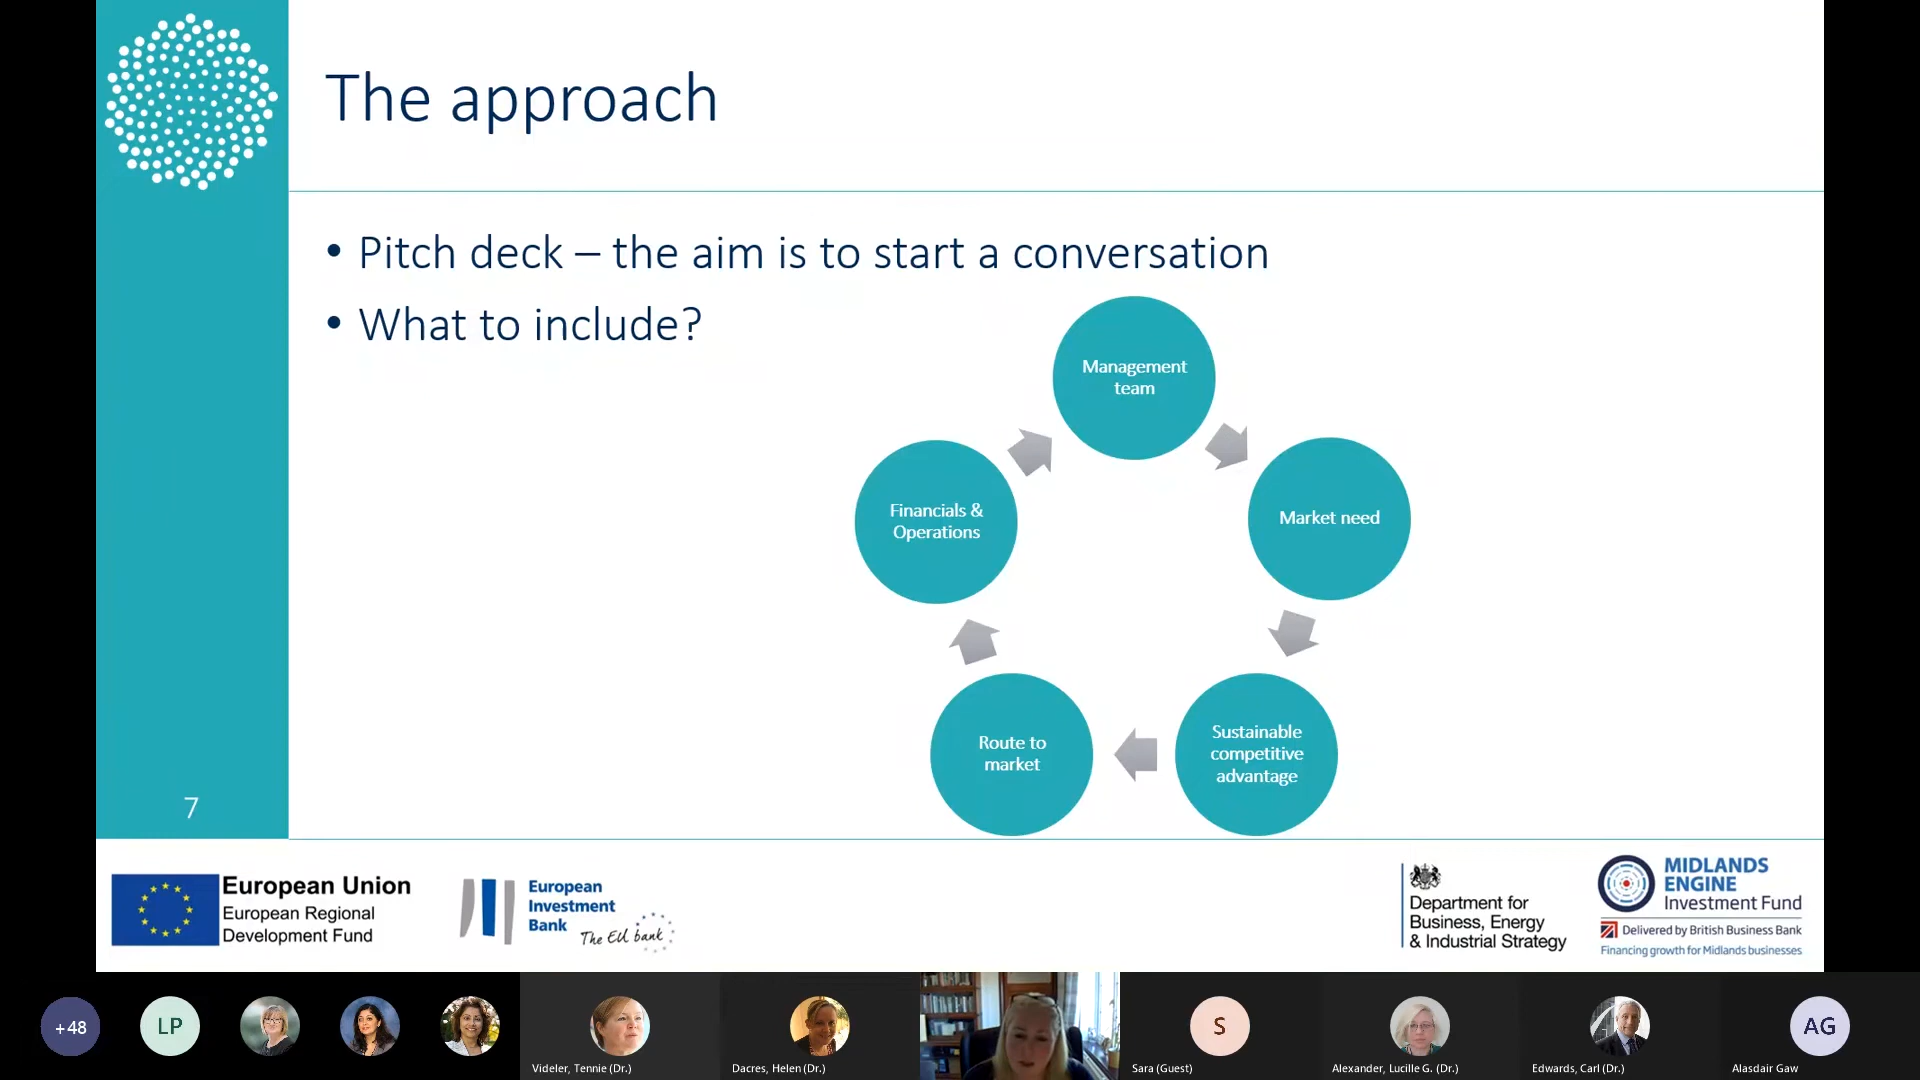 The approach
• Pitch deck – the aim is to start a conversation
• What to include?
Management
team
Market need
Sustainable
competitive
advantage
Route to
market
Financials &
Operations
7
European Union
European Regional
Development Fund
European
Investment
Bank
The EU bank
Department for
Business, Energy
& Industrial Strategy
MIDLANDS
ENGINE
Investment Fund
Delivered by British Business Bank
Financing growth for Midlands businesses
+48
LP
Videler, Tennie (Dr.)
Dacres, Helen (Dr.)
S
Sara (Guest)
Alexander, Lucille G. (Dr.)
Edwards, Carl (Dr.)
AG
Alasdair Gaw